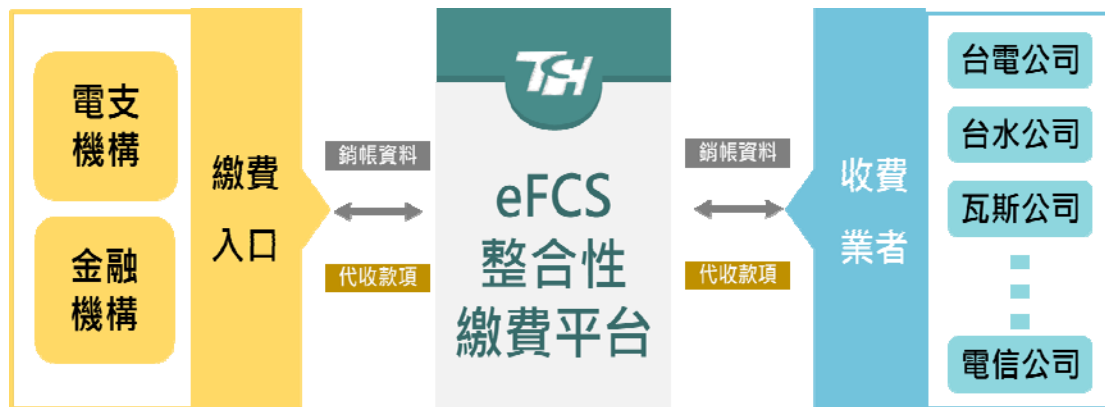 電支
機構
金融
機構
繳費
入口
銷帳資料
代收款項
TCH
eFCS
整合性
繳費平台
銷帳資料
代收款項
收費
業者
台電公司
台水公司
瓦斯公司
電信公司